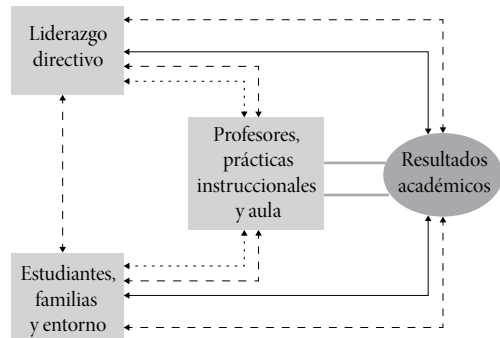 Liderazgo
directivo
Profesores,
prácticas
instruccionales
y aula
Resultados
académicos
Estudiantes,
familias
y entorno